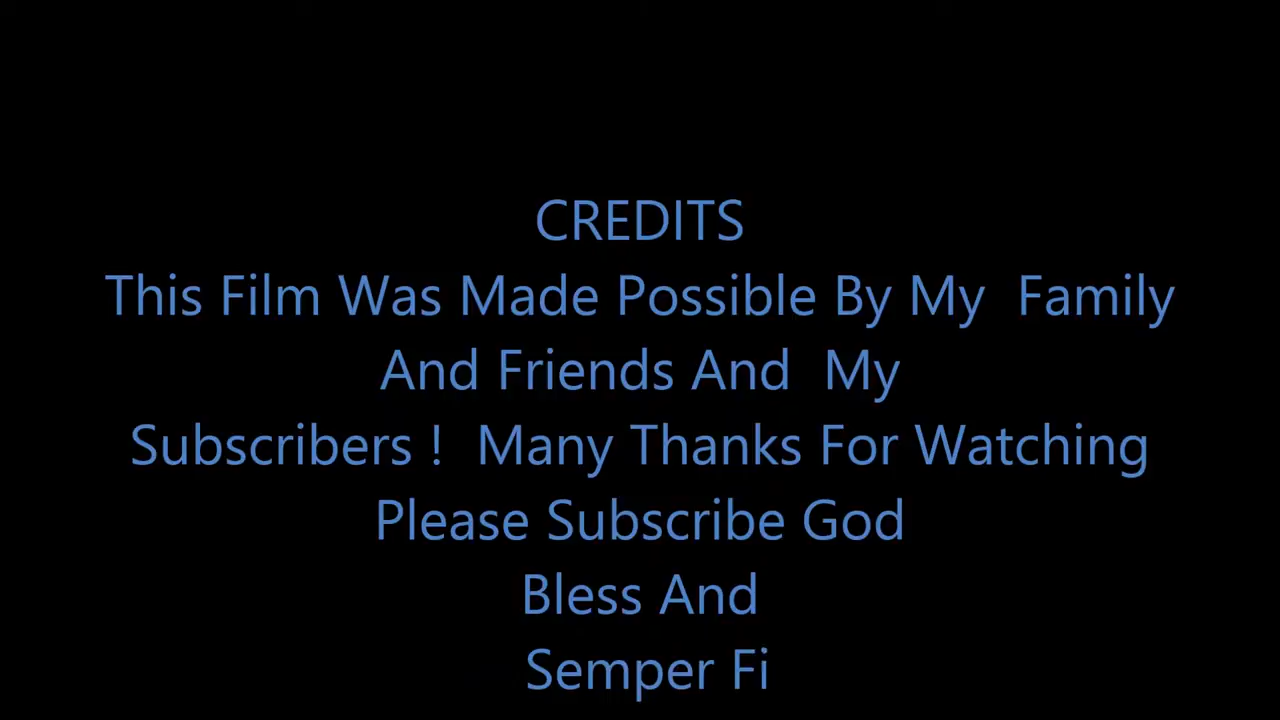 CREDITS
This Film Was Made Possible By My  Family
And Friends And  My
Subscribers !  Many Thanks For Watching
Please Subscribe God
Bless And
Semper Fi